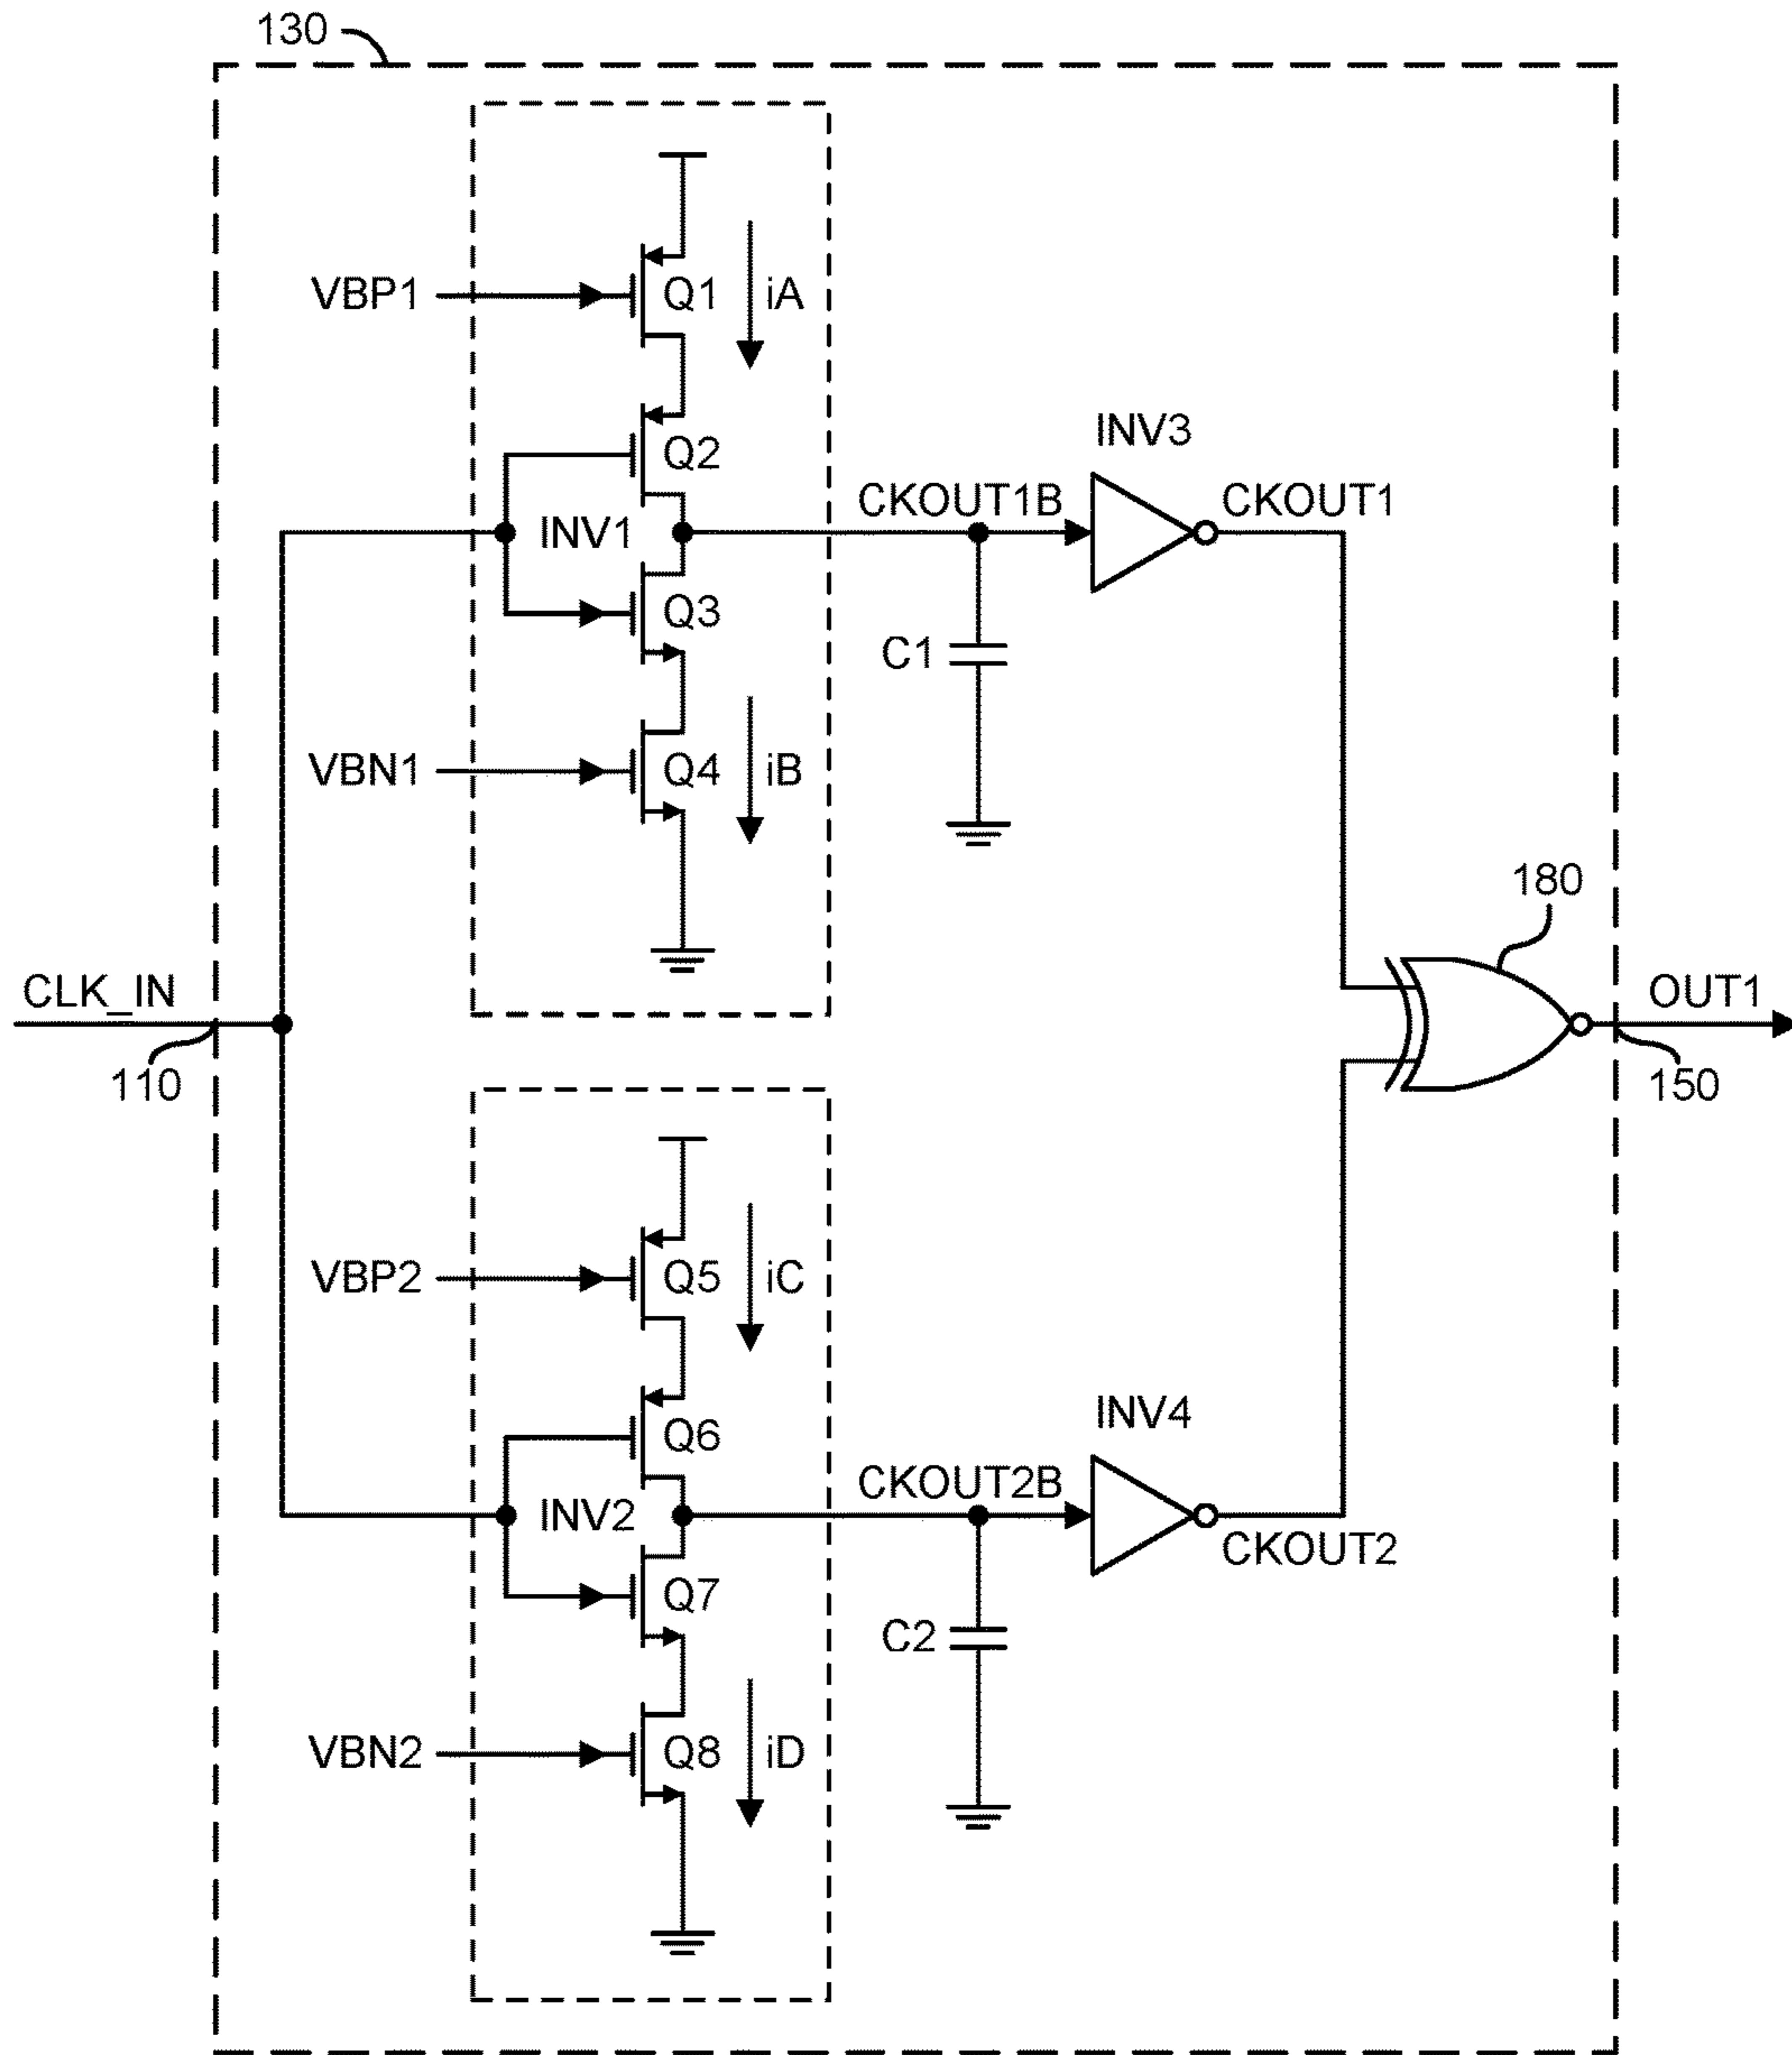 130
VBP1
Q1
iA
Q2
INV1
Q3
VBN1
Q4
iB
CKOUT1B
INV3
CKOUT1
C1
CLK_IN
110
180
OUT1
150
VBP2
Q5
iC
Q6
INV2
Q7
VBN2
Q8
iD
CKOUT2B
INV4
CKOUT2
C2